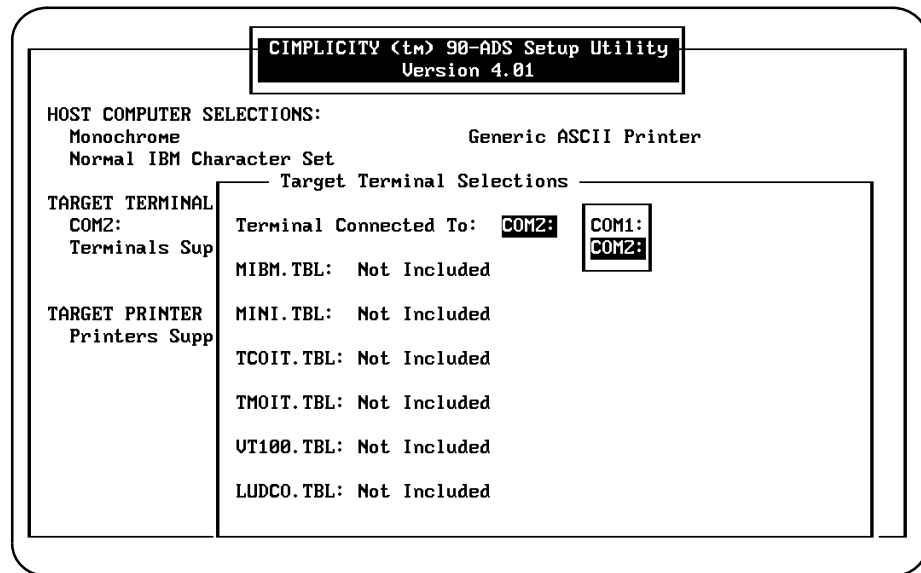 CIMPLICITY (tm) 90-ADS Setup Utility
Version 4.01
HOST COMPUTER SELECTIONS:
Monochrome Generic ASCII Printer
Normal IBM Character Set
Target Terminal Selections
TARGET TERMINAL
COM2:
Terminals Sup
TARGET PRINTER
Printers Supp
Terminal Connected To: COM2:
COM1:
COM2:
MIBM.TBL: Not Included
MINI.TBL: Not Included
TCOIT.TBL: Not Included
TMOIT.TBL: Not Included
VT100.TBL: Not Included
LUDCO.TBL: Not Included